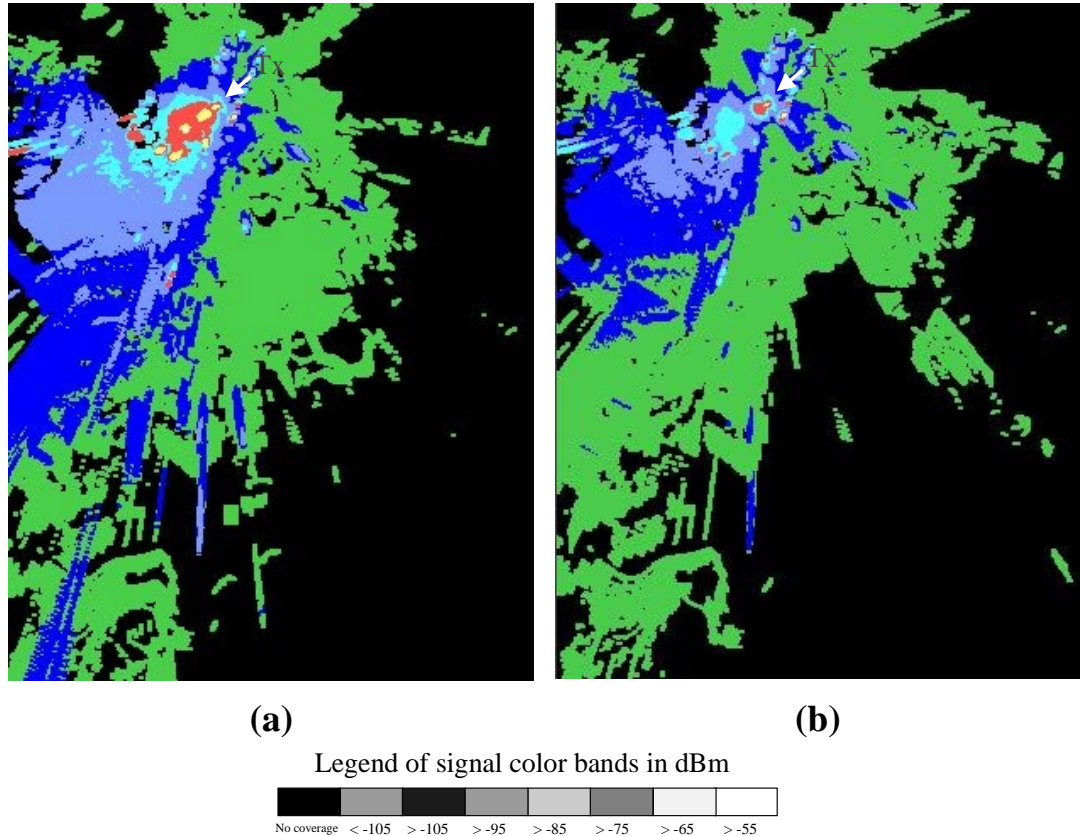 Tx
Tx
(a)
(b)
Legend of signal color bands in dBm
No coverage < -105 > -105 > -95 > -85 > -75 > -65 > -55